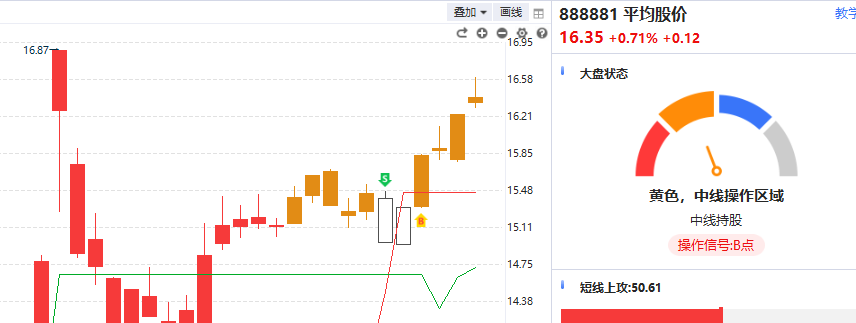 叠加 画线
16.87
16.95
16.58
16.21
15.85
15.48
15.11
14.75
14.38
S
B
888881 平均股价 教学
16.35 +0.71% +0.12
大盘状态
黄色，中线操作区域
中线持股
操作信号:B点
短线上攻:50.61